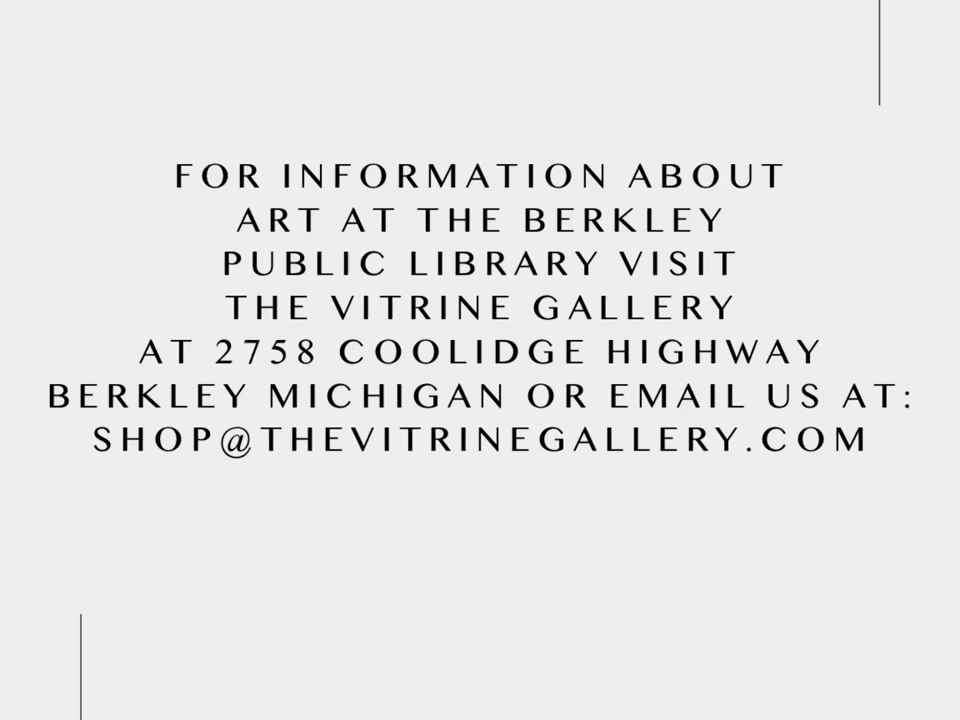 FOR INFORMATION ABOUT
ART AT THE BERKLEY
PUBLIC LIBRARY VISIT
THE VITRINE GALLERY
AT 2758 COOLIDGE HIGHWAY
BERKLEY MICHIGAN OR EMAIL US AT:
SHOP@THEVITRINEGALLERY.COM